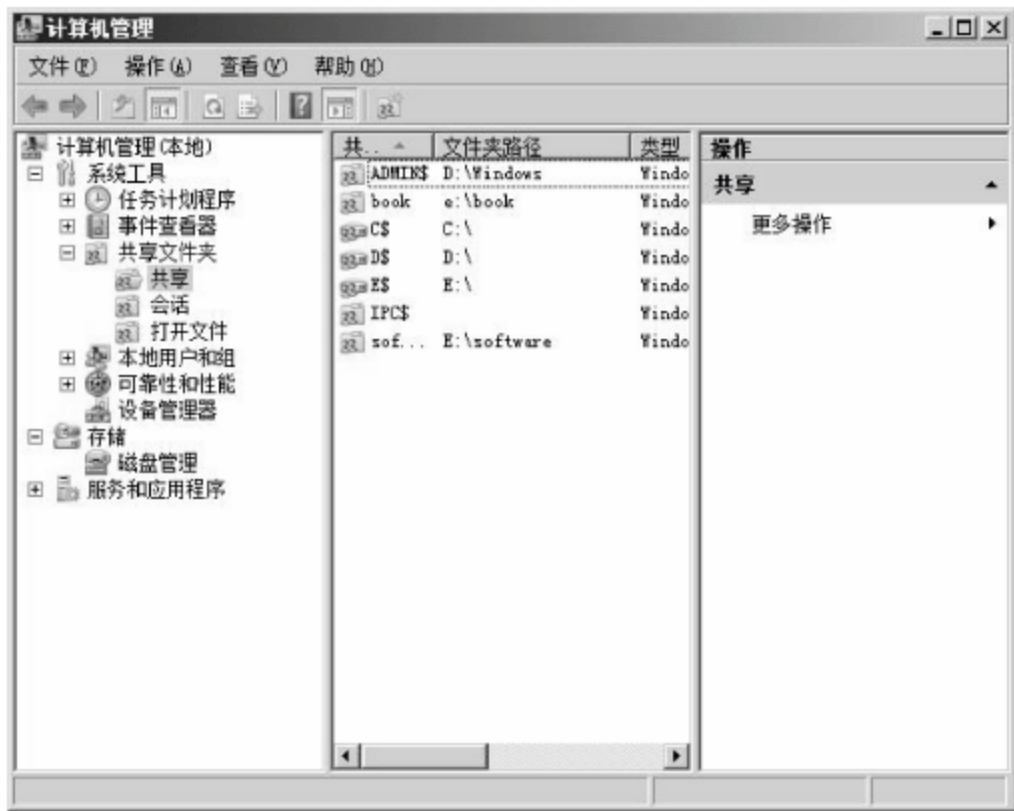 计算机管理
文件(F) 操作(A) 查看(V) 帮助(H)
计算机管理(本地)
系统工具
任务计划程序
事件查看器
共享文件夹
共享
会话
打开文件
本地用户和组
可靠性和性能
设备管理器
存储
磁盘管理
服务和应用程序
共.. 文件夹路径 类型
ADMIN$ D:\Windows Windo
book e:\book Windo
C$ C:\ Windo
D$ D:\ Windo
E$ E:\ Windo
IPC$ Windo
sof... E:\software Windo
操作
共享
更多操作